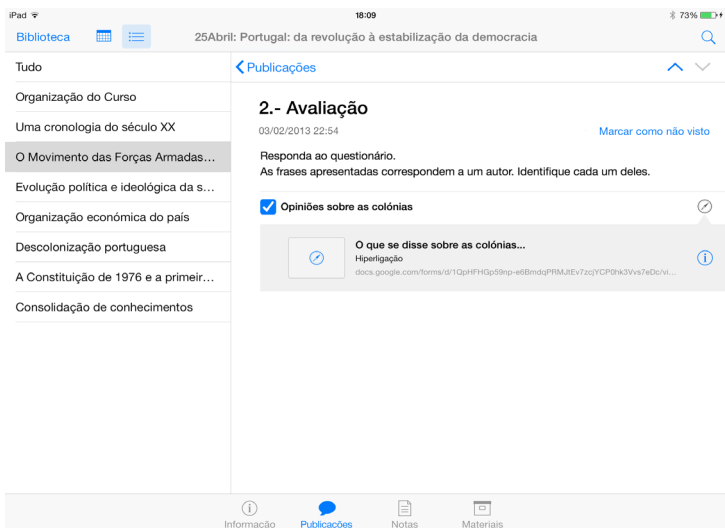 iPad 18:09 73%
Biblioteca 25Abril: Portugal: da revolução à estabilização da democracia
Tudo
Organização do Curso
Uma cronologia do século XX
O Movimento das Forças Armadas...
Evolução política e ideológica da s...
Organização económica do país
Descolonização portuguesa
A Constituição de 1976 e a primeir...
Consolidação de conhecimentos
Publicações
2.- Avaliação
03/02/2013 22:54 Marcar como não visto
Responda ao questionário.
As frases apresentadas correspondem a um autor. Identifique cada um deles.
Opiniões sobre as colónias
O que se disse sobre as colónias...
Hiperligação
docs.google.com/forms/d/1QpHFHGp59np-e6BmdqPRMJtEv7zcjYCP0hk3Vvs7eDc/vi...
Informação Publicações Notas Materiais